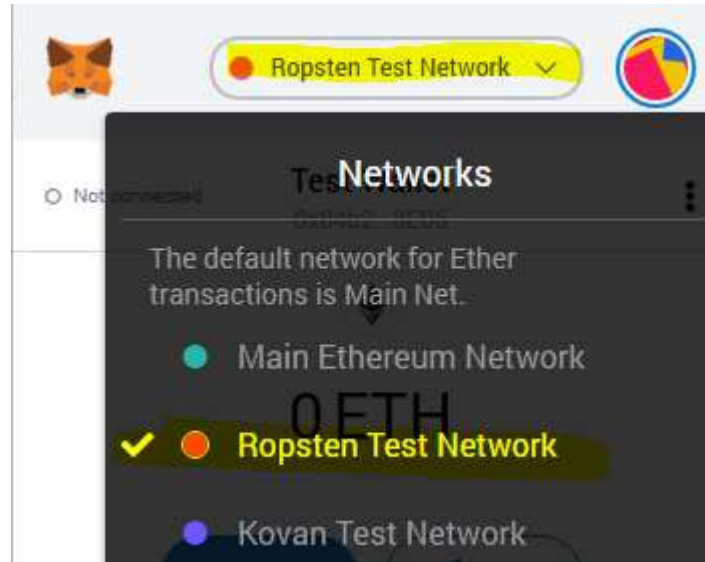 Ropsten Test Network
Networks
Not connected
The default network for Ether
transactions is Main Net.
Main Ethereum Network
0 ETH
Ropsten Test Network
Kovan Test Network